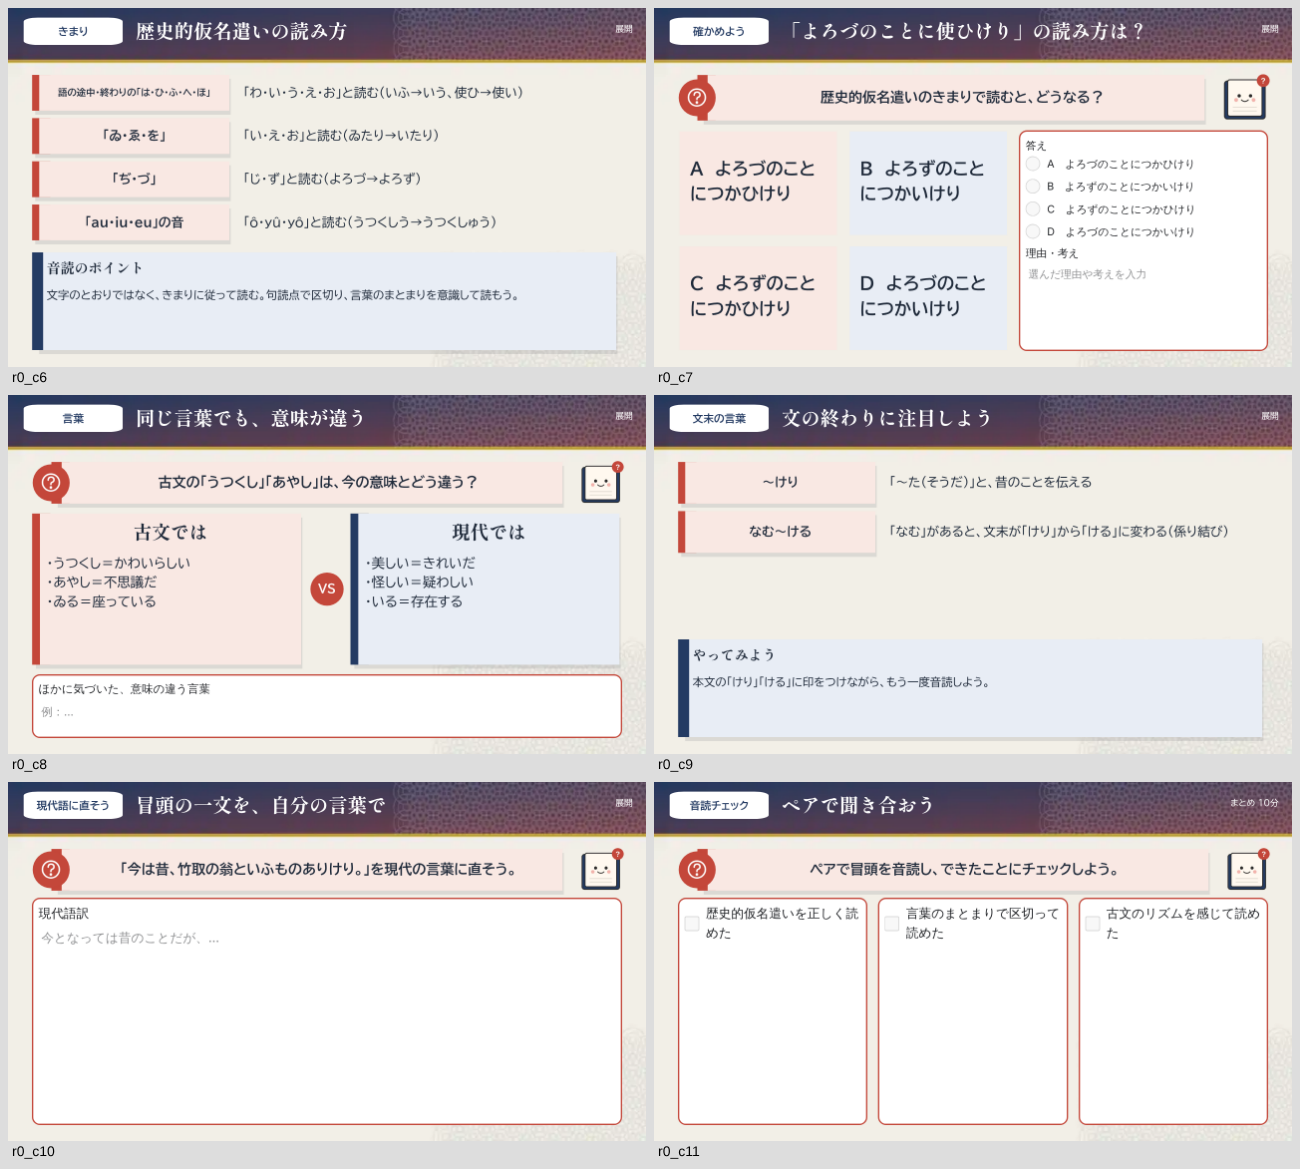 きまり
歴史的仮名遣いの読み方
展開
語の途中・終わりの「は・ひ・ふ・へ・ほ」
「わ・い・う・え・お」と読む(いふ→いう、使ひ→使い)
「ゐ・ゑ・を」
「い・え・お」と読む(ゐたり→いたり)
「ぢ・づ」
「じ・ず」と読む(よろづ→よろず)
「au・iu・eu」の音
「ô・yû・yô」と読む(うつくしう→うつくしゅう)
音読のポイント
文字のとおりではなく、きまりに従って読む。句読点で区切り、言葉のまとまりを意識して読もう。
r0_c6
確かめよう
「よろづのことに使ひけり」の読み方は？
展開
歴史的仮名遣いのきまりで読むと、どうなる？
?
A よろづのこと
につかひけり
B よろずのこと
につかいけり
C よろずのこと
につかひけり
D よろづのこと
につかいけり
答え
A よろづのことにつかひけり
B よろずのことにつかいけり
C よろずのことにつかひけり
D よろづのことにつかいけり
理由・考え
選んだ理由や考えを入力
r0_c7
言葉
同じ言葉でも、意味が違う
展開
古文の「うつくし」「あやし」は、今の意味とどう違う？
?
古文では
・うつくし＝かわいらしい
・あやし＝不思議だ
・ゐる＝座っている
VS
現代では
・美しい＝きれいだ
・怪しい＝疑わしい
・いる＝存在する
ほかに気づいた、意味の違う言葉
例：…
r0_c8
文末の言葉
文の終わりに注目しよう
展開
～けり
「～た(そうだ)」と、昔のことを伝える
なむ～ける
「なむ」があると、文末が「けり」から「ける」に変わる(係り結び)
やってみよう
本文の「けり」「ける」に印をつけながら、もう一度音読しよう。
r0_c9
現代語に直そう
冒頭の一文を、自分の言葉で
展開
「今は昔、竹取の翁といふものありけり。」を現代の言葉に直そう。
?
現代語訳
今となっては昔のことだが、…
r0_c10
音読チェック
ペアで聞き合おう
まとめ 10分
ペアで冒頭を音読し、できたことにチェックしよう。
?
歴史的仮名遣いを正しく読
めた
言葉のまとまりで区切って
読めた
古文のリズムを感じて読め
た
r0_c11